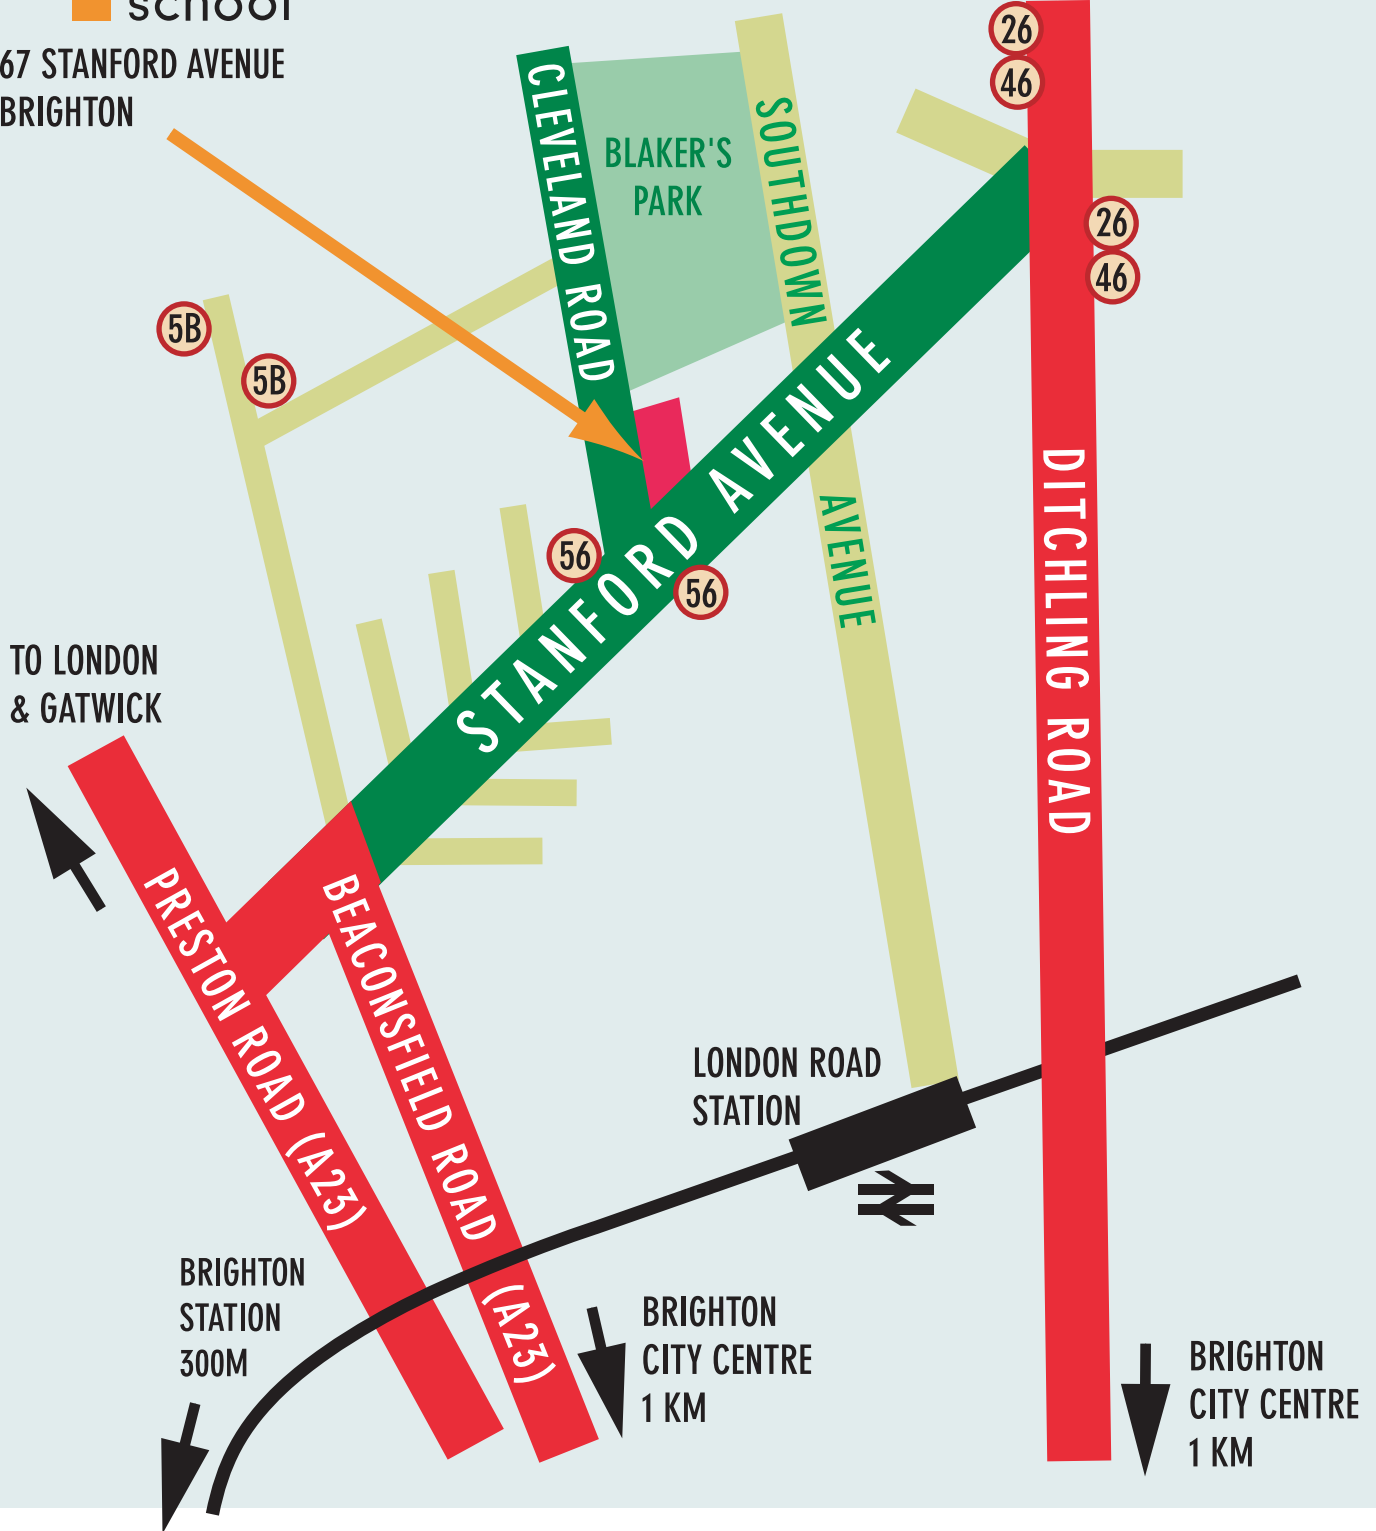 school
67 STANFORD AVENUE
BRIGHTON
26
46
CLEVELAND ROAD
BLAKER'S
PARK
SOUTHDOWN
AVENUE
26
46
5B
5B
STANFORD AVENUE
56
56
DITCHLING ROAD
TO LONDON
& GATWICK
PRESTON ROAD (A23)
BEACONSFIELD ROAD (A23)
LONDON ROAD
STATION
BRIGHTON
STATION
300M
BRIGHTON
CITY CENTRE
1 KM
BRIGHTON
CITY CENTRE
1 KM